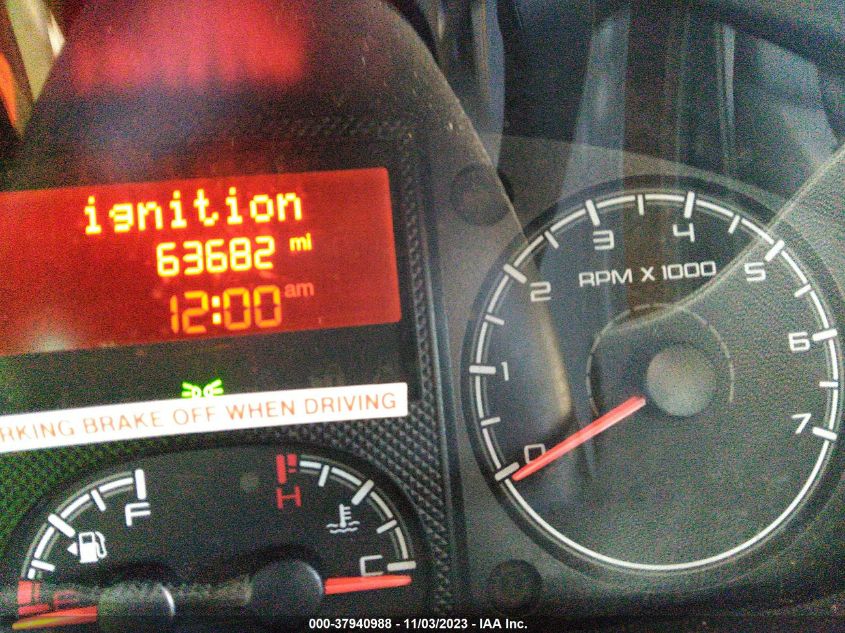 ignition
63682 mi
12:00 am
RKING BRAKE OFF WHEN DRIVING
F
H
C
E
0
1
2
3
4
5
6
7
RPM X 1000
000-37940988 - 11/03/2023 - IAA Inc.